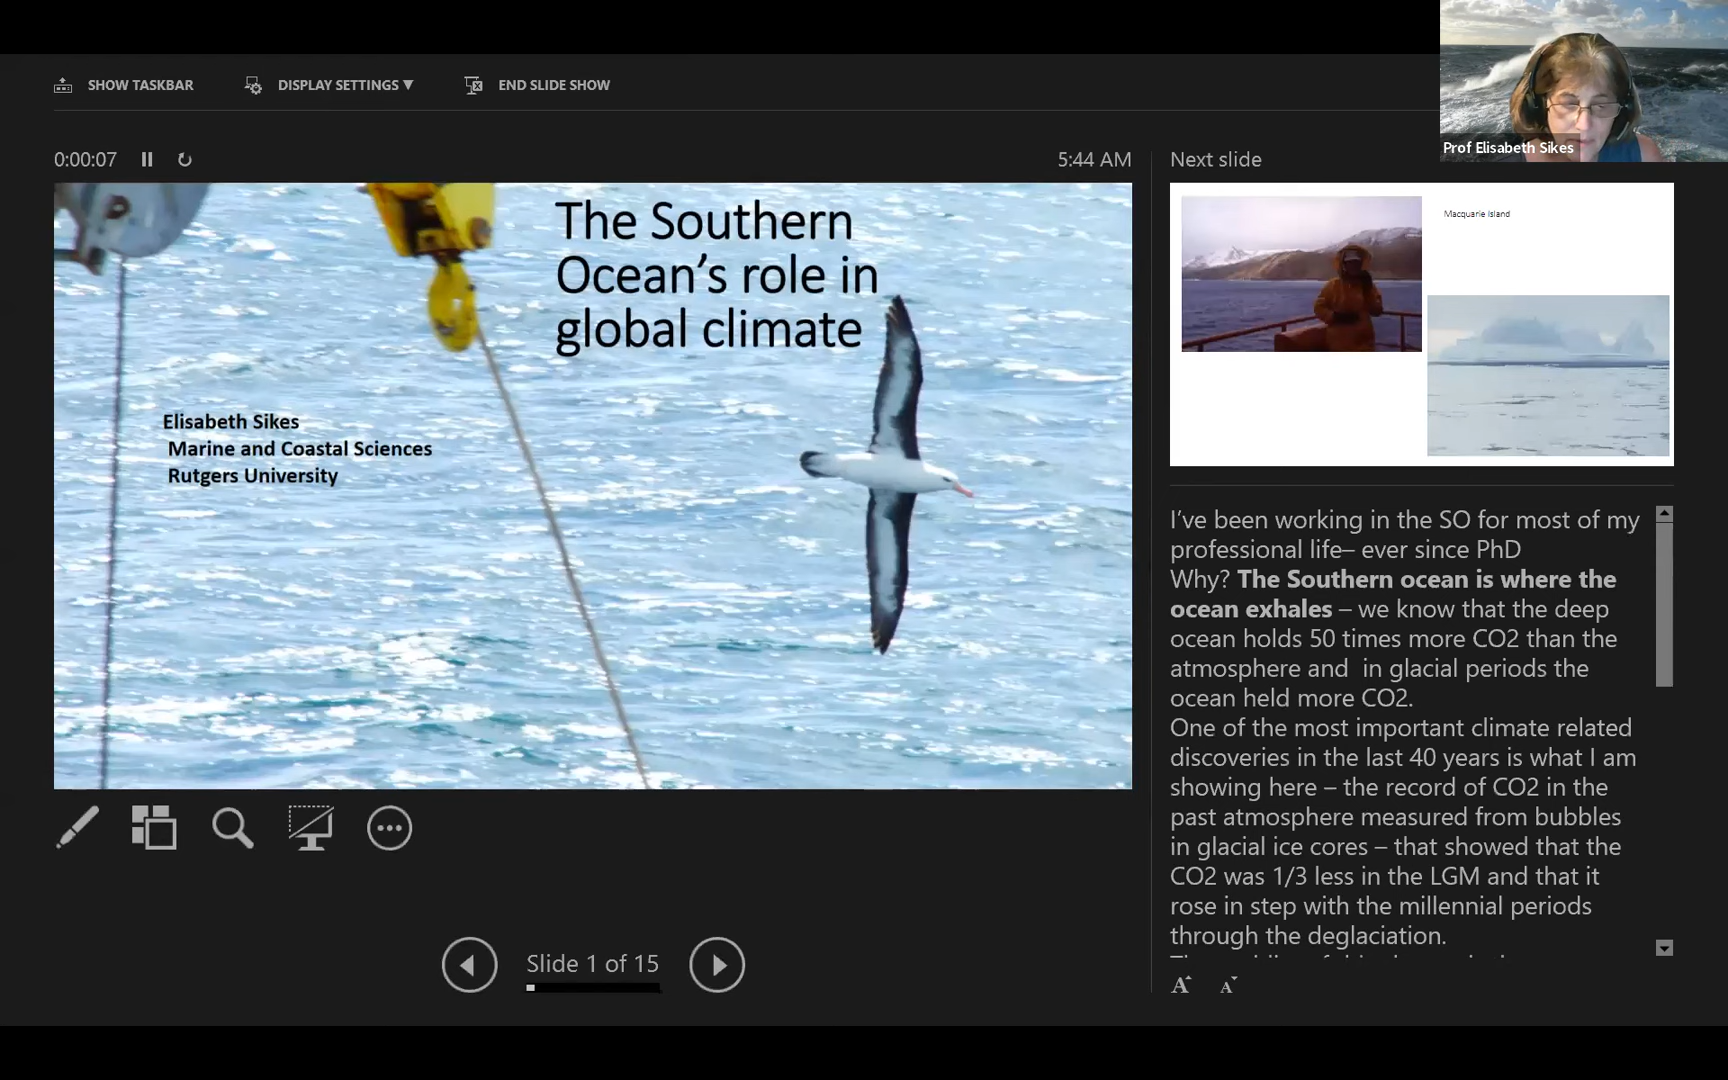 SHOW TASKBAR
DISPLAY SETTINGS ▼
END SLIDE SHOW
Prof Elisabeth Sikes
0:00:07
5:44 AM
Next slide
The Southern
Ocean’s role in
global climate
Elisabeth Sikes
Marine and Coastal Sciences
Rutgers University
Macquarie Island
I’ve been working in the SO for most of my
professional life– ever since PhD
Why? The Southern ocean is where the
ocean exhales – we know that the deep
ocean holds 50 times more CO2 than the
atmosphere and  in glacial periods the
ocean held more CO2.
One of the most important climate related
discoveries in the last 40 years is what I am
showing here – the record of CO2 in the
past atmosphere measured from bubbles
in glacial ice cores – that showed that the
CO2 was 1/3 less in the LGM and that it
rose in step with the millennial periods
through the deglaciation.
Slide 1 of 15
A A